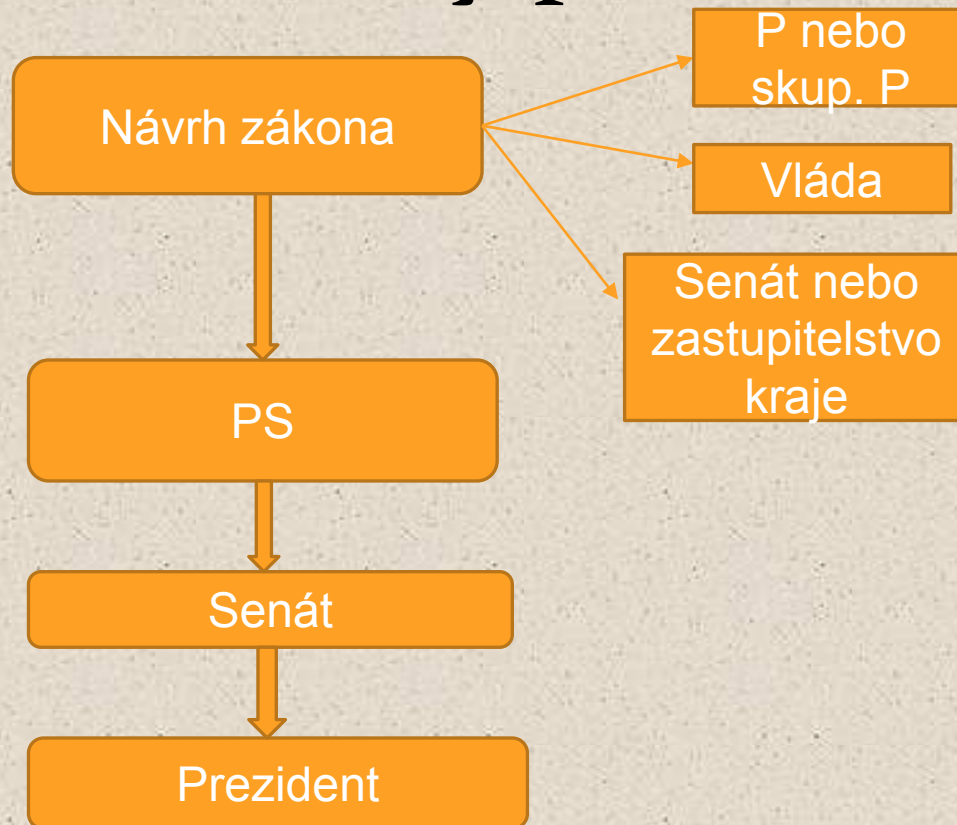 Návrh zákona
P nebo
skup. P
Vláda
Senát nebo
zastupitelstvo
kraje
PS
Senát
Prezident